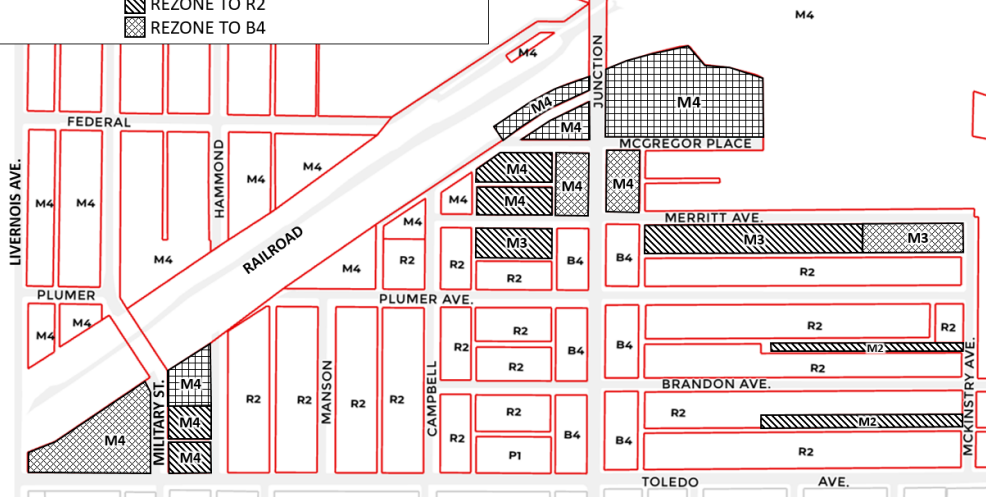 REZONE TO R2
REZONE TO B4
M4
M4
JUNCTION
M4
M4
M4
FEDERAL
MCGREGOR PLACE
LIVERNOIS AVE.
HAMMOND
M4
M4
M4
M4
M4
M4
M4
M4
M4
M4
M4
MERRITT AVE.
RAILROAD
M3
M3
M3
M4
M4
R2
R2
R2
B4
B4
R2
PLUMER
PLUMER AVE.
M4
M4
R2
R2
B4
B4
R2
R2
M2
R2
R2
MILITARY ST.
M4
M4
M4
M4
R2
R2
MANSON
R2
R2
CAMPBELL
BRANDON AVE.
MCKINSTRY AVE.
R2
R2
P1
B4
B4
R2
M2
R2
TOLEDO AVE.